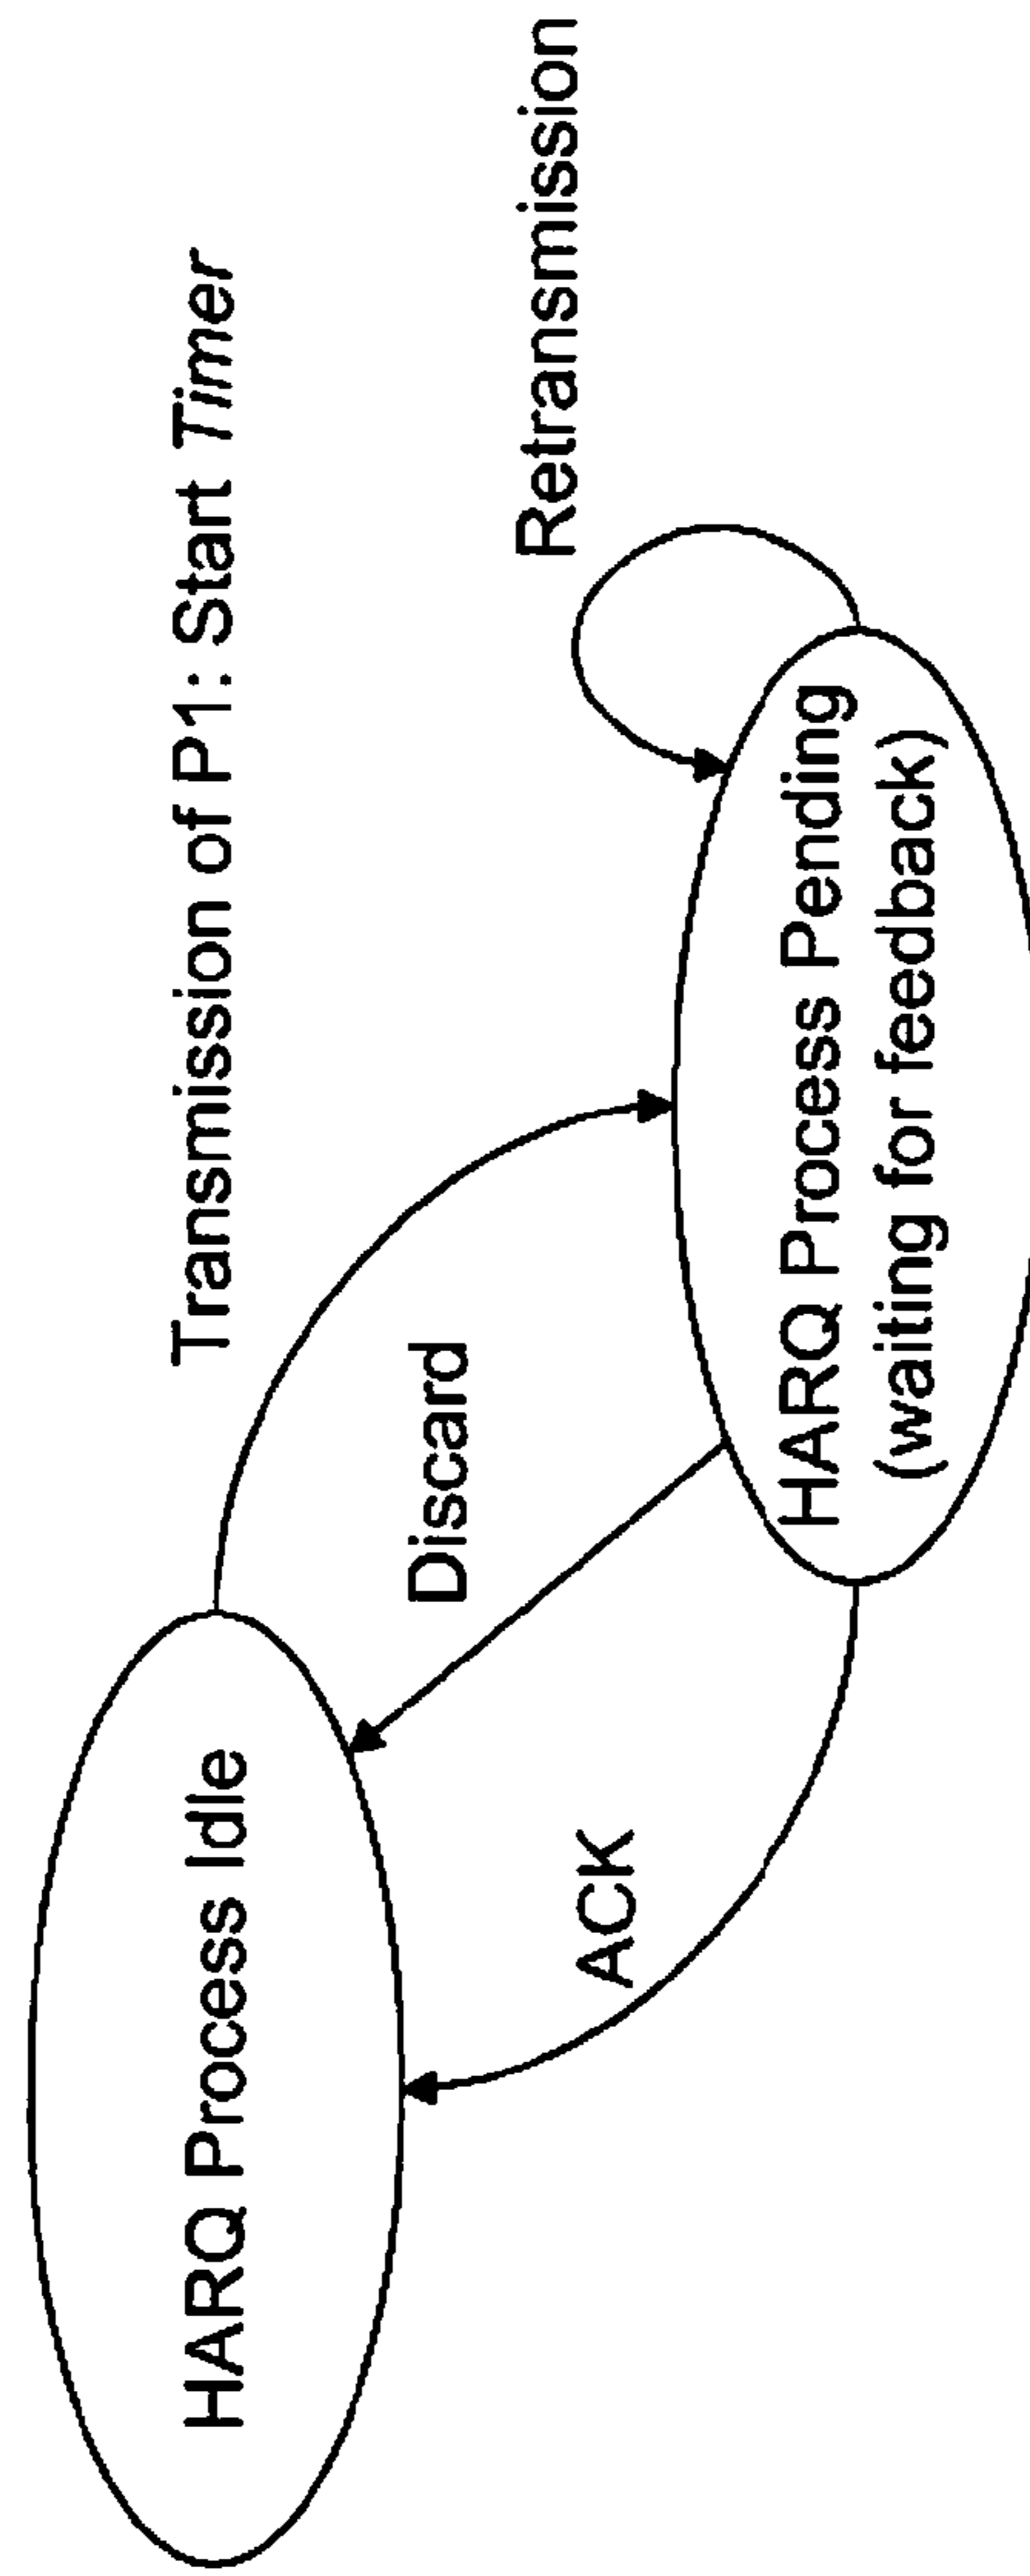 Transmission of P1: Start Timer
HARQ Process Idle
Discard
Retransmission
ACK
HARQ Process Pending
(waiting for feedback)